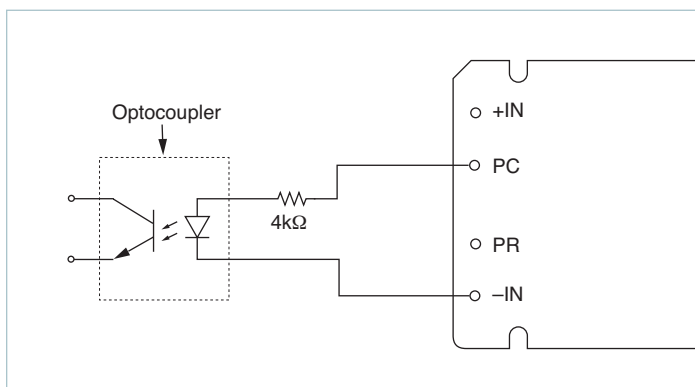 Optocoupler
+IN
PC
4kΩ
PR
–IN